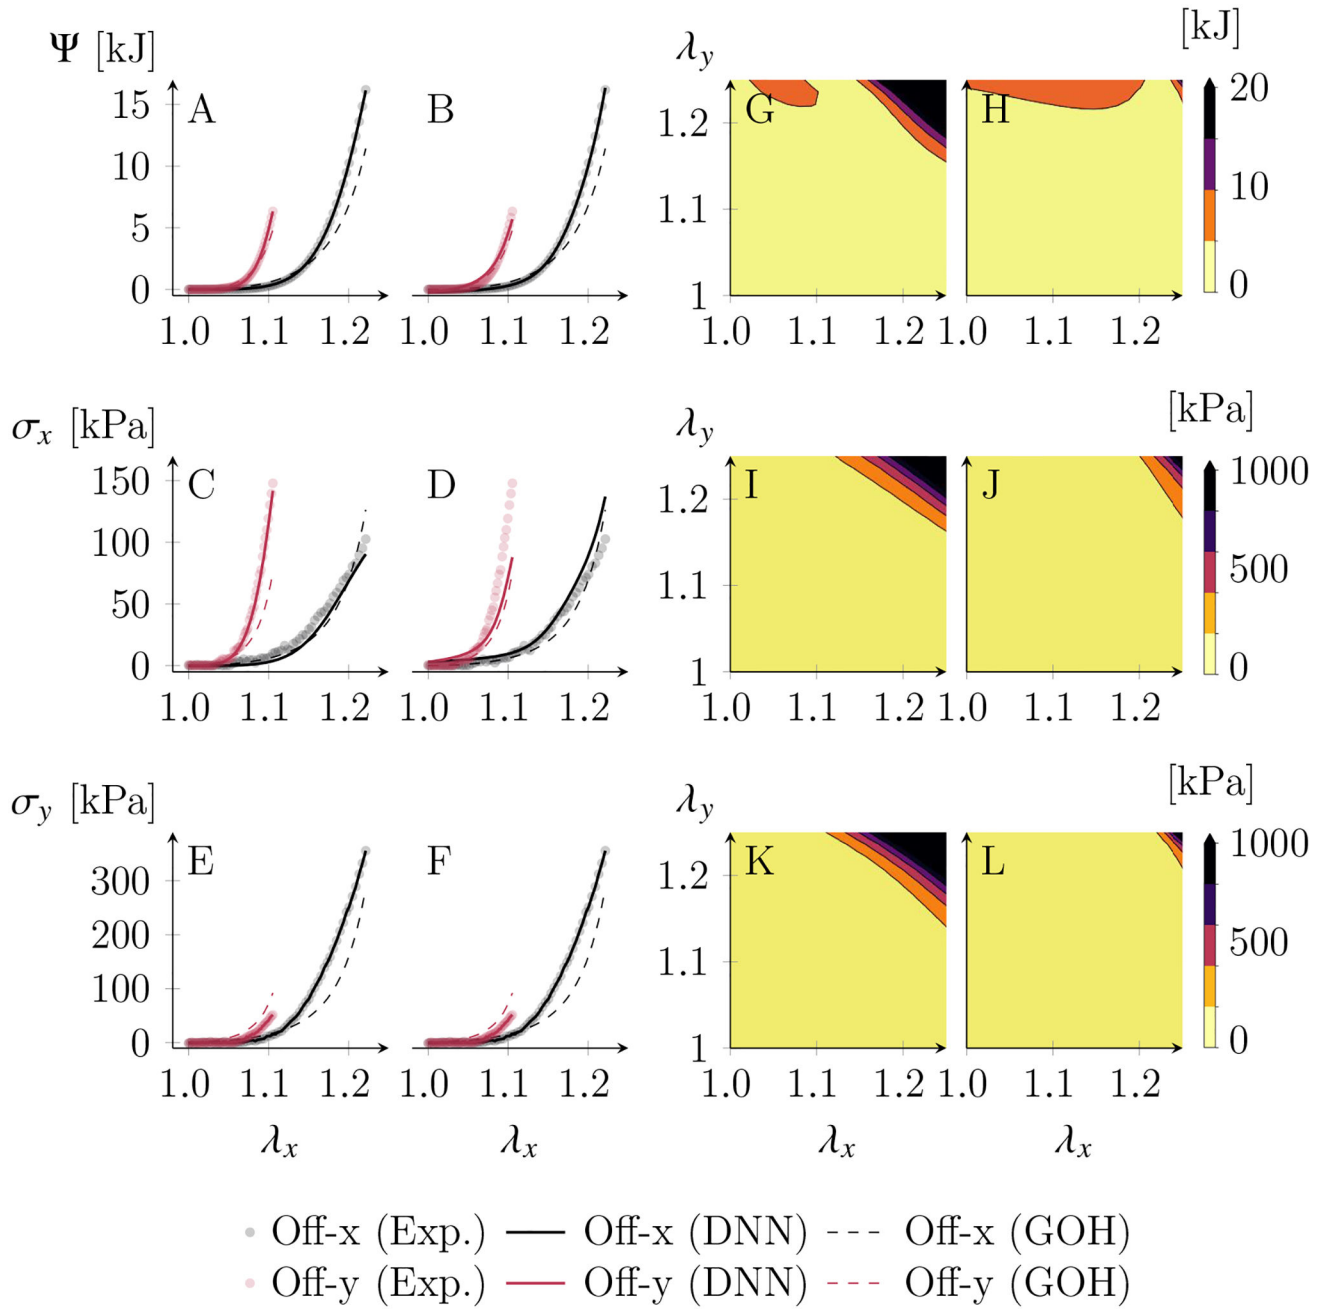 Ψ [kJ] λy [kJ]
A B G H
15 10 5 0
1.2 1.1 1
20 10 0
1.0 1.1 1.2 1.0 1.1 1.2 1.0 1.1 1.2 1.0 1.1 1.2
σx [kPa] λy [kPa]
C D I J
150 100 50 0
1.2 1.1 1
1000 500 0
1.0 1.1 1.2 1.0 1.1 1.2 1.0 1.1 1.2 1.0 1.1 1.2
σy [kPa] λy [kPa]
E F K L
300 200 100 0
1.2 1.1 1
1000 500 0
1.0 1.1 1.2 1.0 1.1 1.2 1.0 1.1 1.2 1.0 1.1 1.2
λx λx λx λx
Off-x (Exp.) Off-x (DNN) Off-x (GOH)
Off-y (Exp.) Off-y (DNN) Off-y (GOH)